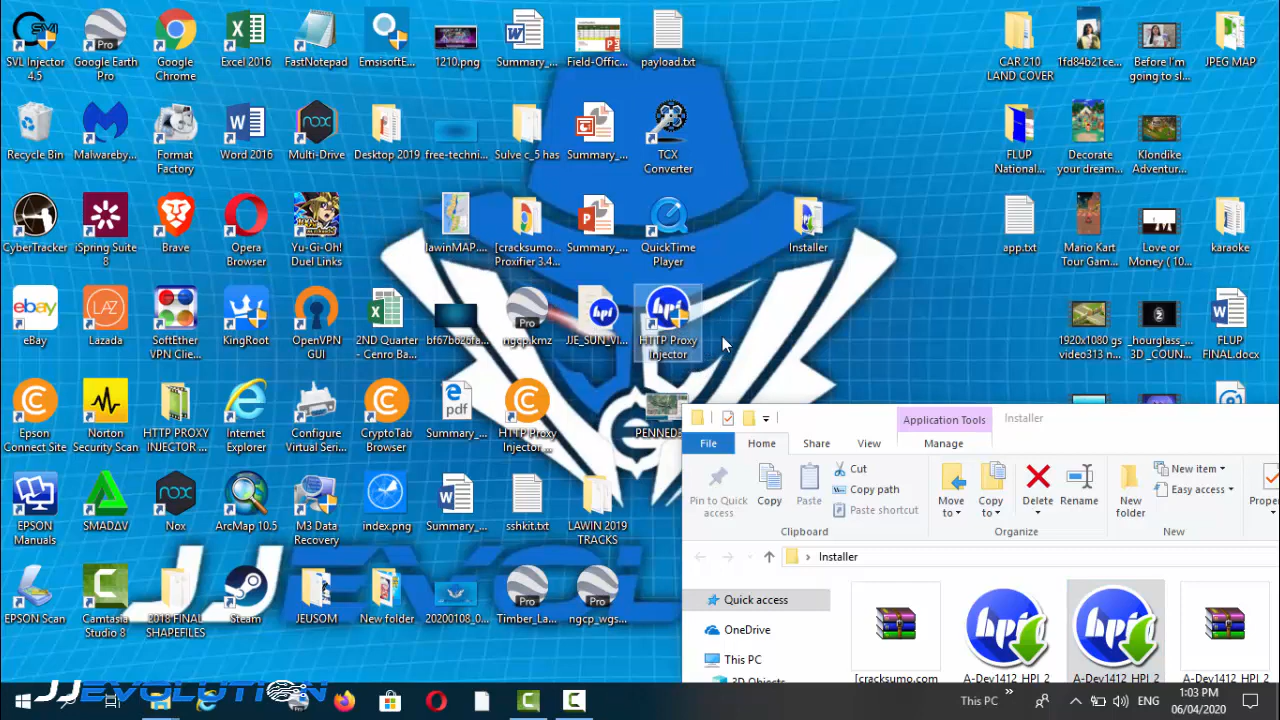 SVL Injector
4.5
Google Earth
Pro
Google
Chrome
Excel 2016
FastNotepad
EmsisoftE...
1210.png
Summary_...
Field-Offic...
payload.txt
CAR 210
LAND COVER
1fd84b21ce...
Before I'm
going to sl...
JPEG MAP
Recycle Bin
Malwareby...
Format
Factory
Word 2016
Multi-Drive
Desktop 2019
free-techni...
Sulve c_5 has
Summary_...
TCX
Converter
FLUP
National...
Decorate
your dream...
Klondike
Adventure...
CyberTracker
iSpring Suite
8
Brave
Opera
Browser
Yu-Gi-Oh!
Duel Links
lawinMAP....
[cracksumo...
Proxifier 3.4...
Summary_...
QuickTime
Player
Installer
app.txt
Mario Kart
Tour Gam...
Love or
Money ( 10...
karaoke
eBay
Lazada
SoftEther
VPN Clie...
KingRoot
OpenVPN
GUI
2ND Quarte
- Cenro Ba...
ngcp.kmz
JJE_SUN_VI...
HTTP Proxy
Injector
1920x1080 gs
video313 n...
_hourglass_...
3D_COUN...
FLUP
FINAL.docx
Epson
Connect Site
Norton
Security Scan
HTTP PROXY
INJECTOR ...
Internet
Explorer
Configure
Virtual Seri...
CryptoTab
Browser
Summary_...
HTTP Proxy
Injector...
EPSON
Manuals
SMADAV
Nox
ArcMap 10.5
M3 Data
Recovery
index.png
Summary_...
sshkit.txt
LAWIN 2019
TRACKS
EPSON Scan
Camtasia
Studio 8
2018 FINAL
SHAPEFILES
Steam
JEUSOM
New folder
20200108_0...
Timber_La...
ngcp_wgs...
Application Tools
Installer
File
Home
Share
View
Manage
Pin to Quick
access
Copy
Paste
Cut
Copy path
Paste shortcut
Move
to
Copy
to
Delete
Rename
New
folder
New item
Easy access
Clipboard
Organize
New
Installer
Quick access
OneDrive
This PC
[cracksumo.com
A-Dev1412_HPI_2
A-Dev1412_HPI_2
JJEVOLUTION
This PC
ENG
1:03 PM
06/04/2020